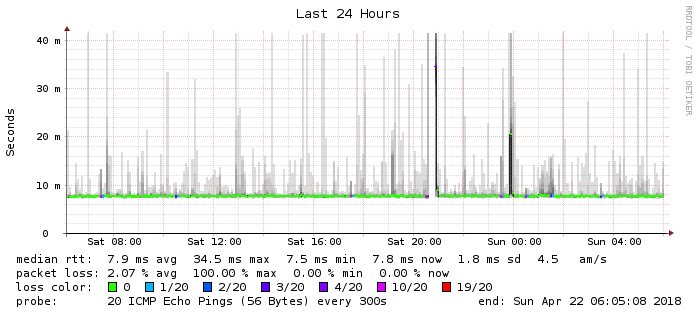 Last 24 Hours
RRDTOOL / TOBI OETIKER
Seconds
40 m
30 m
20 m
10 m
0
Sat 08:00 Sat 12:00 Sat 16:00 Sat 20:00 Sun 00:00 Sun 04:00
median rtt: 7.9 ms avg 34.5 ms max 7.5 ms min 7.8 ms now 1.8 ms sd 4.5 am/s
packet loss: 2.07 % avg 100.00 % max 0.00 % min 0.00 % now
loss color: 0 1/20 2/20 3/20 4/20 10/20 19/20
probe: 20 ICMP Echo Pings (56 Bytes) every 300s end: Sun Apr 22 06:05:08 2018